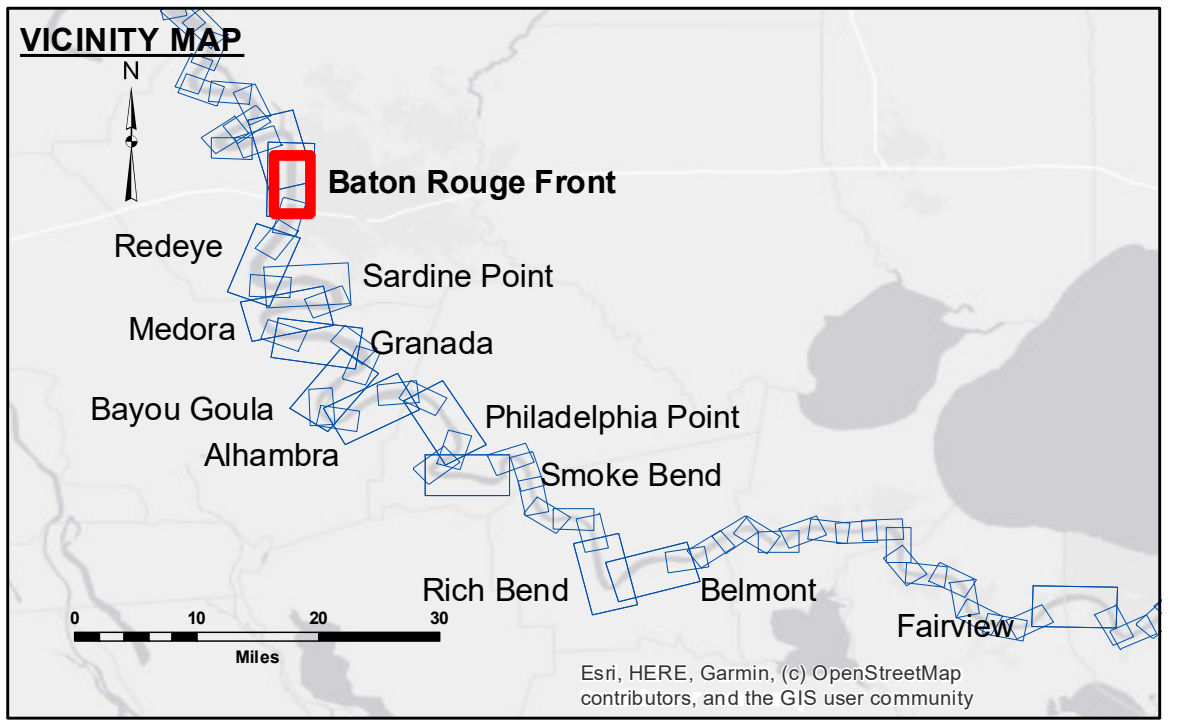 VICINITY MAP
N
Baton Rouge Front
Redeye
Sardine Point
Medora
Granada
Bayou Goula
Philadelphia Point
Alhambra
Smoke Bend
Rich Bend
Belmont
Fairview
0 10 20 30
Miles
Esri, HERE, Garmin, (c) OpenStreetMap
contributors, and the GIS user community